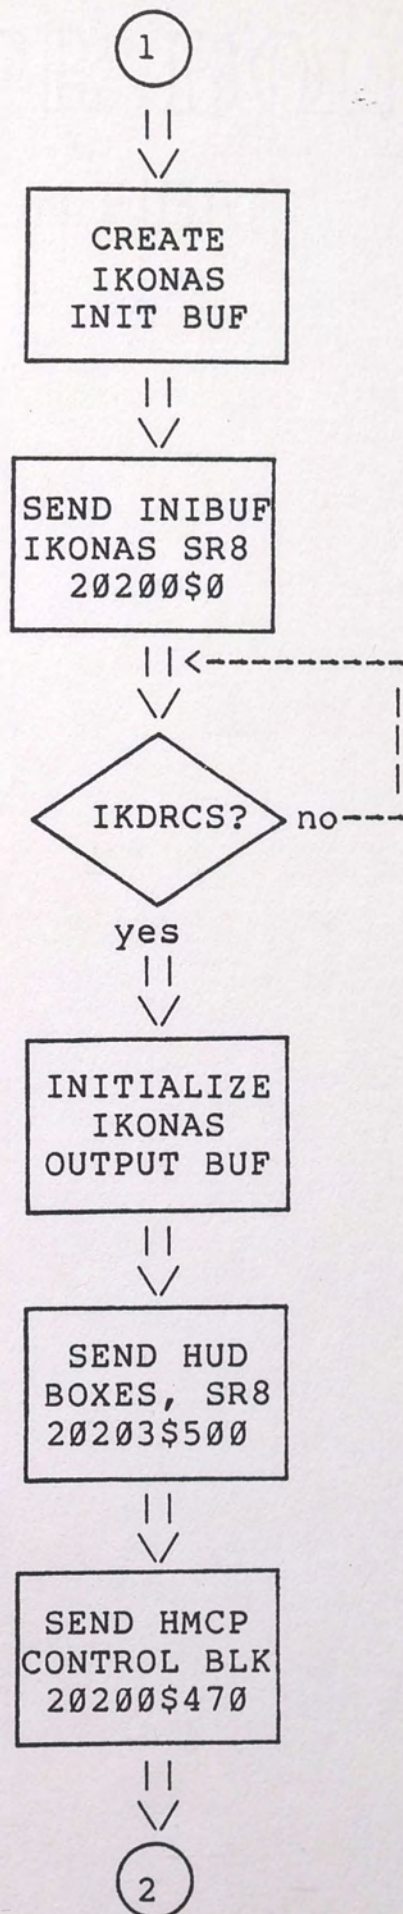 1
CREATE
IKONAS
INIT BUF
SEND INIBUF
IKONAS SR8
20200$0
IKDRCS? no
yes
INITIALIZE
IKONAS
OUTPUT BUF
SEND HUD
BOXES, SR8
20203$500
SEND HMCP
CONTROL BLK
20200$470
2